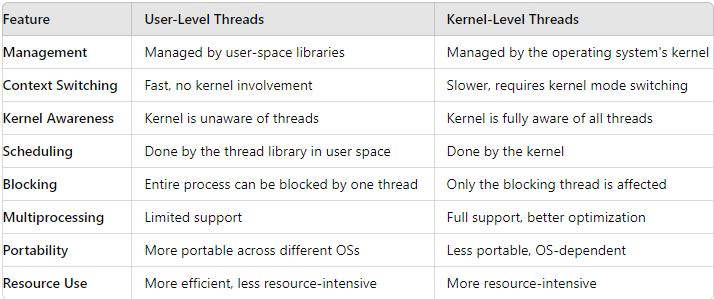 Feature User-Level Threads Kernel-Level Threads
Management Managed by user-space libraries Managed by the operating system's kernel
Context Switching Fast, no kernel involvement Slower, requires kernel mode switching
Kernel Awareness Kernel is unaware of threads Kernel is fully aware of all threads
Scheduling Done by the thread library in user space Done by the kernel
Blocking Entire process can be blocked by one thread Only the blocking thread is affected
Multiprocessing Limited support Full support, better optimization
Portability More portable across different OSs Less portable, OS-dependent
Resource Use More efficient, less resource-intensive More resource-intensive